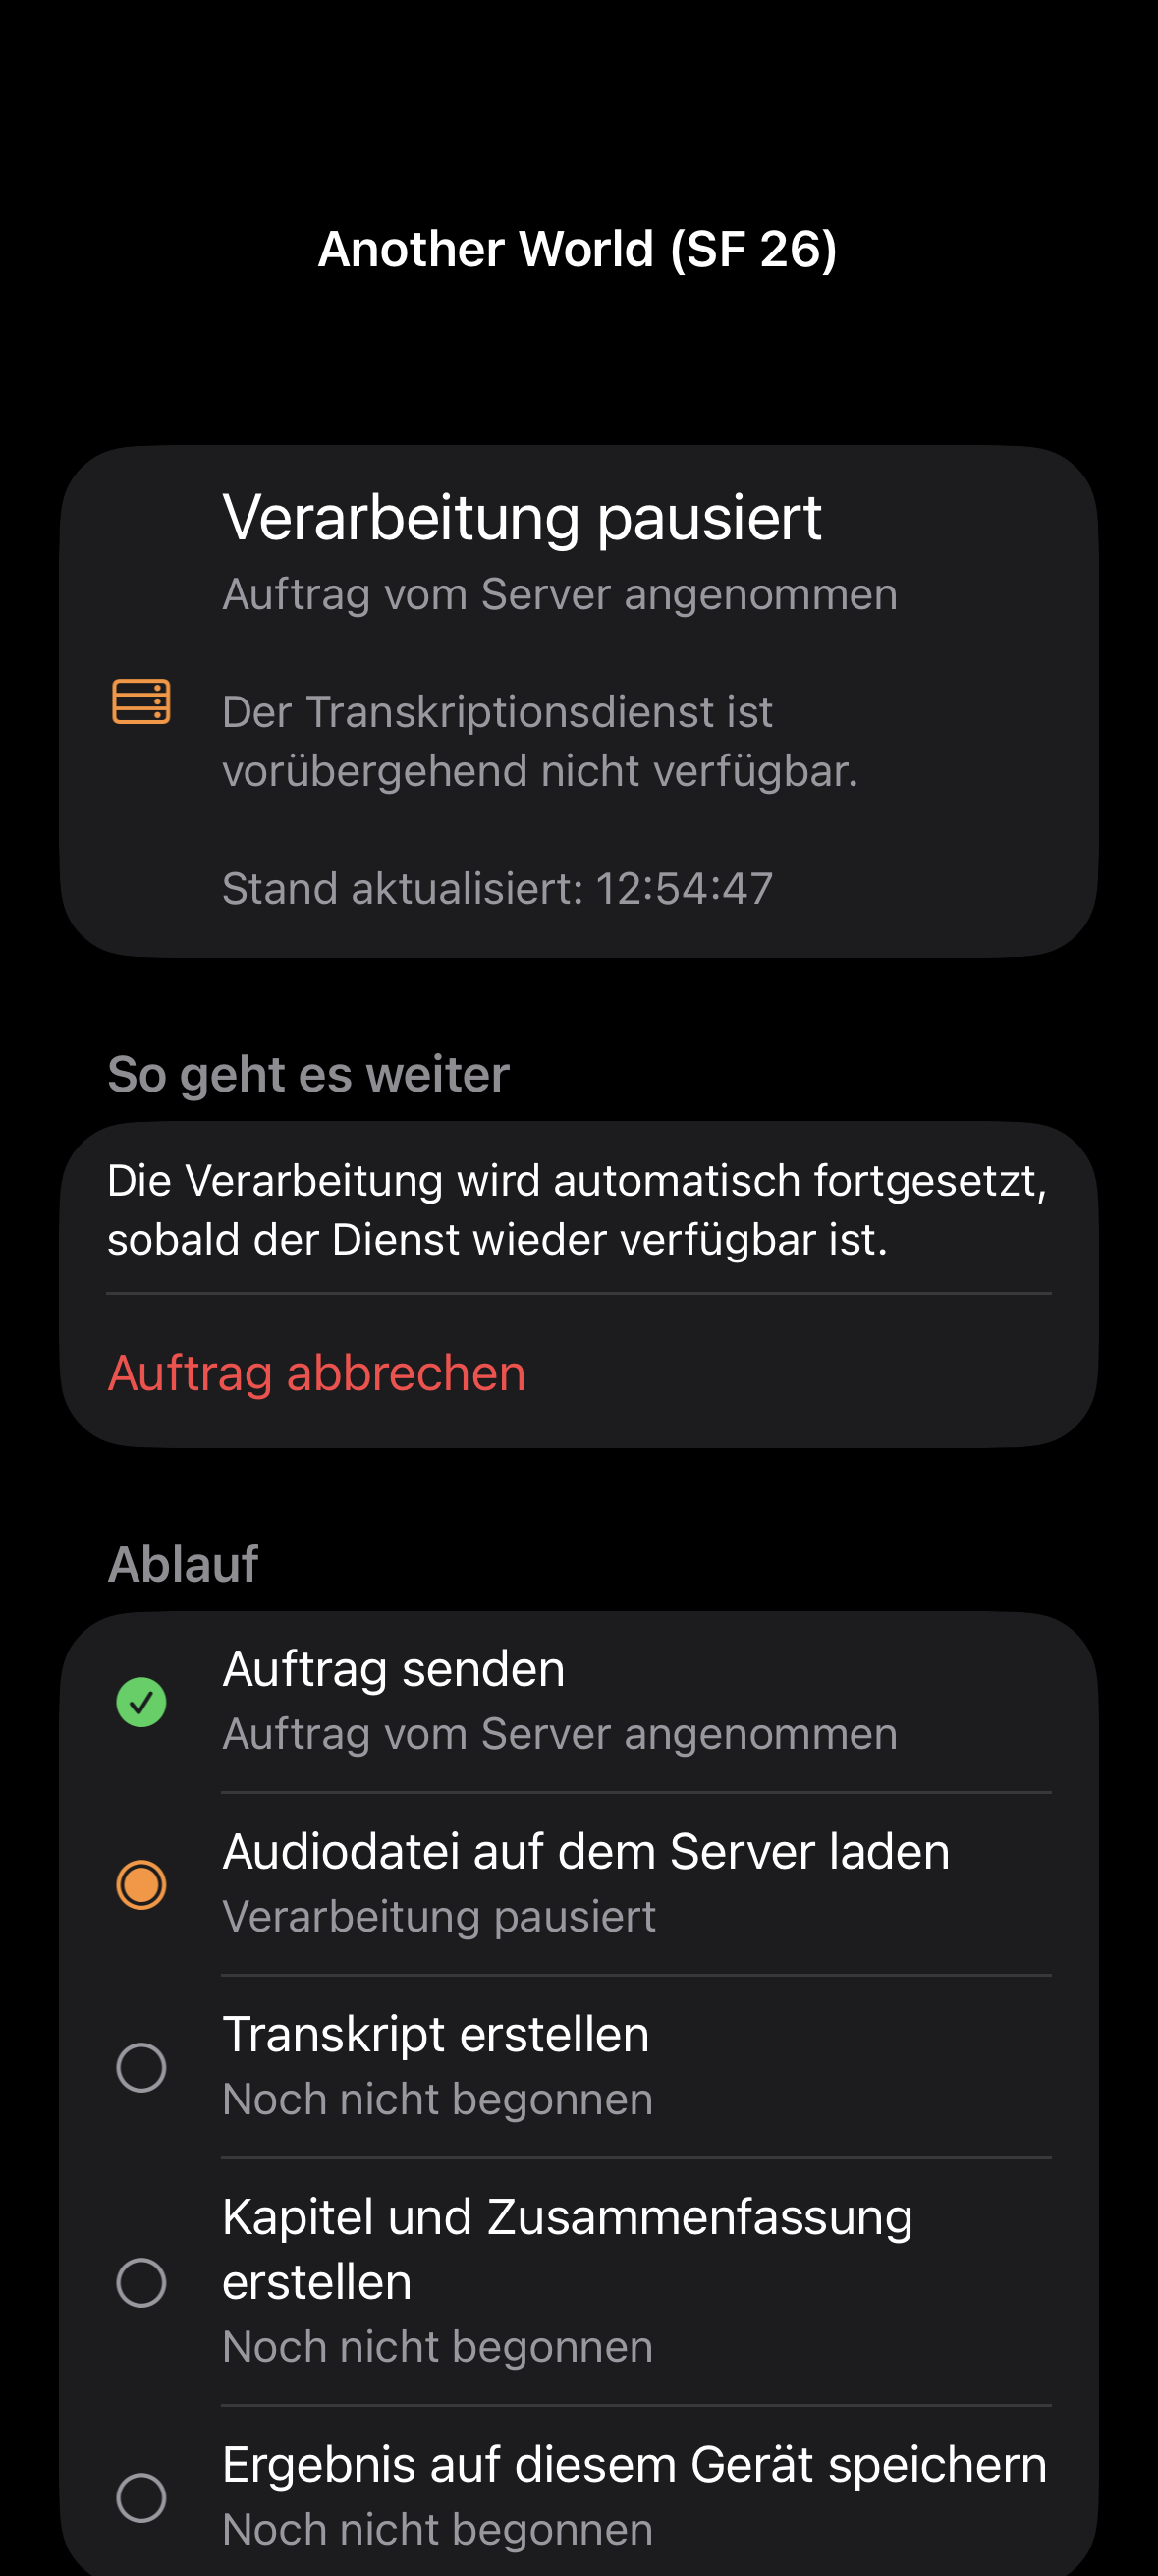 Another World (SF 26)
Verarbeitung pausiert
Auftrag vom Server angenommen
Der Transkriptionsdienst ist
vorübergehend nicht verfügbar.
Stand aktualisiert: 12:54:47
So geht es weiter
Die Verarbeitung wird automatisch fortgesetzt,
sobald der Dienst wieder verfügbar ist.
Auftrag abbrechen
Ablauf
Auftrag senden
Auftrag vom Server angenommen
Audiodatei auf dem Server laden
Verarbeitung pausiert
Transkript erstellen
Noch nicht begonnen
Kapitel und Zusammenfassung
erstellen
Noch nicht begonnen
Ergebnis auf diesem Gerät speichern
Noch nicht begonnen